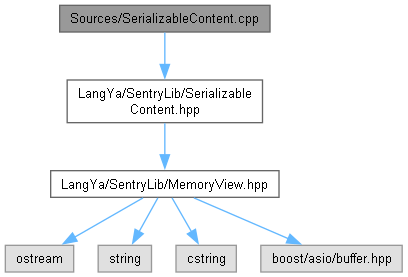 Sources/SerializableContent.cpp
LangYa/SentryLib/Serializable
Content.hpp
LangYa/SentryLib/MemoryView.hpp
ostream
string
cstring
boost/asio/buffer.hpp